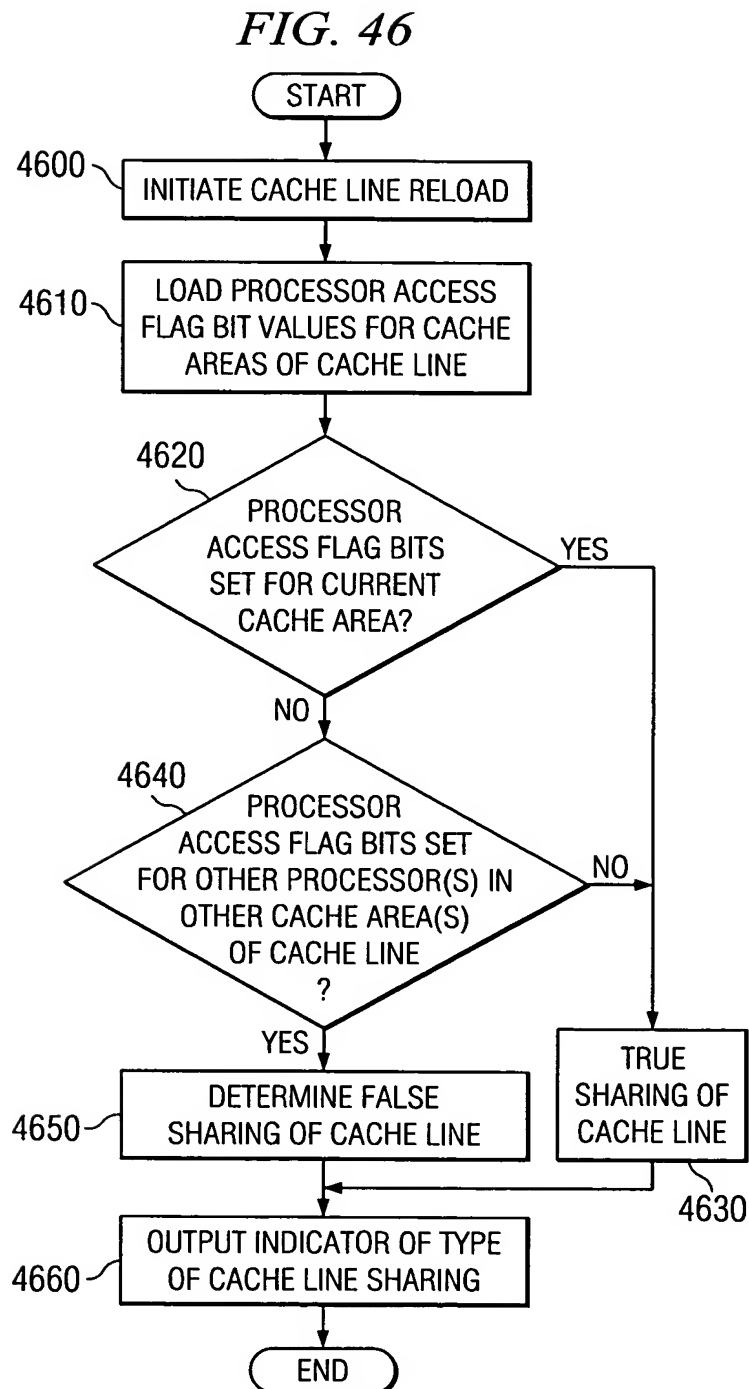 FIG. 46
START
4600
INITIATE CACHE LINE RELOAD
4610
LOAD PROCESSOR ACCESS
FLAG BIT VALUES FOR CACHE
AREAS OF CACHE LINE
4620
PROCESSOR
ACCESS FLAG BITS
SET FOR CURRENT
CACHE AREA?
YES
NO
4640
PROCESSOR
ACCESS FLAG BITS SET
FOR OTHER PROCESSOR(S) IN
OTHER CACHE AREA(S)
OF CACHE LINE
?
NO
YES
4650
DETERMINE FALSE
SHARING OF CACHE LINE
TRUE
SHARING OF
CACHE LINE
4630
4660
OUTPUT INDICATOR OF TYPE
OF CACHE LINE SHARING
END